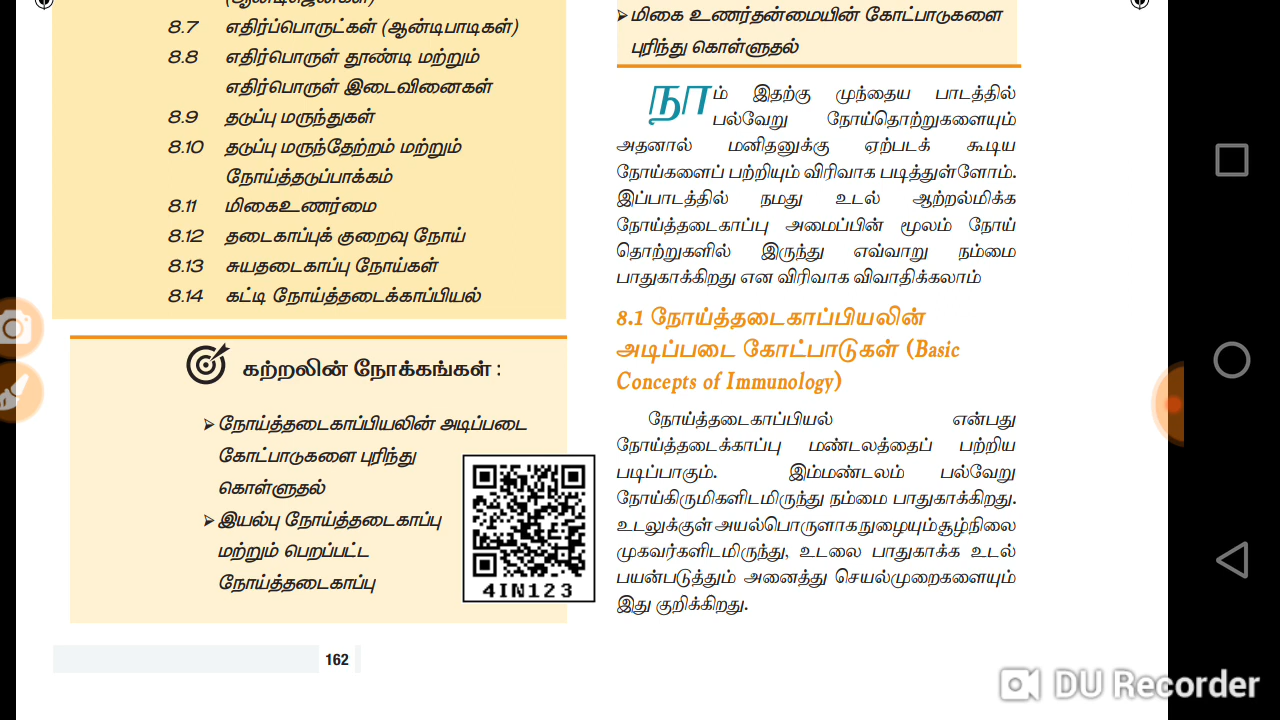 (ஆன்டிஜென்கள்)
8.7 எதிர்ப்பொருட்கள் (ஆன்டிபாடிகள்)
8.8 எதிர்பொருள் தூண்டி மற்றும்
எதிர்பொருள் இடைவினைகள்
8.9 தடுப்பு மருந்துகள்
8.10 தடுப்பு மருந்தேற்றம் மற்றும்
நோய்த்தடுப்பாக்கம்
8.11 மிகைஉணர்மை
8.12 தடைகாப்புக் குறைவு நோய்
8.13 சுயதடைகாப்பு நோய்கள்
8.14 கட்டி நோய்த்தடைக்காப்பியல்
கற்றலின் நோக்கங்கள் :
➢நோய்த்தடைகாப்பியலின் அடிப்படை
கோட்பாடுகளை புரிந்து
கொள்ளுதல்
➢இயல்பு நோய்த்தடைகாப்பு
மற்றும் பெறப்பட்ட
நோய்த்தடைகாப்பு
4IN123
162
➢மிகை உணர்தன்மையின் கோட்பாடுகளை
புரிந்து கொள்ளுதல்
நாம் இதற்கு முந்தைய பாடத்தில்
பல்வேறு நோய்தொற்றுகளையும்
அதனால் மனிதனுக்கு ஏற்படக் கூடிய
நோய்களைப் பற்றியும் விரிவாக படித்துள்ளோம்.
இப்பாடத்தில் நமது உடல் ஆற்றல்மிக்க
நோய்த்தடைகாப்பு அமைப்பின் மூலம் நோய்
தொற்றுகளில் இருந்து எவ்வாறு நம்மை
பாதுகாக்கிறது என விரிவாக விவாதிக்கலாம்
8.1 நோய்த்தடைகாப்பியலின்
அடிப்படை கோட்பாடுகள் (Basic
Concepts of Immunology)
நோய்த்தடைகாப்பியல் என்பது
நோய்த்தடைக்காப்பு மண்டலத்தைப் பற்றிய
படிப்பாகும். இம்மண்டலம் பல்வேறு
நோய்கிருமிகளிடமிருந்து நம்மை பாதுகாக்கிறது.
உடலுக்குள் அயல்பொருளாக நுழையும் சூழ்நிலை
முகவர்களிடமிருந்து, உடலை பாதுகாக்க உடல்
பயன்படுத்தும் அனைத்து செயல்முறைகளையும்
இது குறிக்கிறது.
DU Recorder